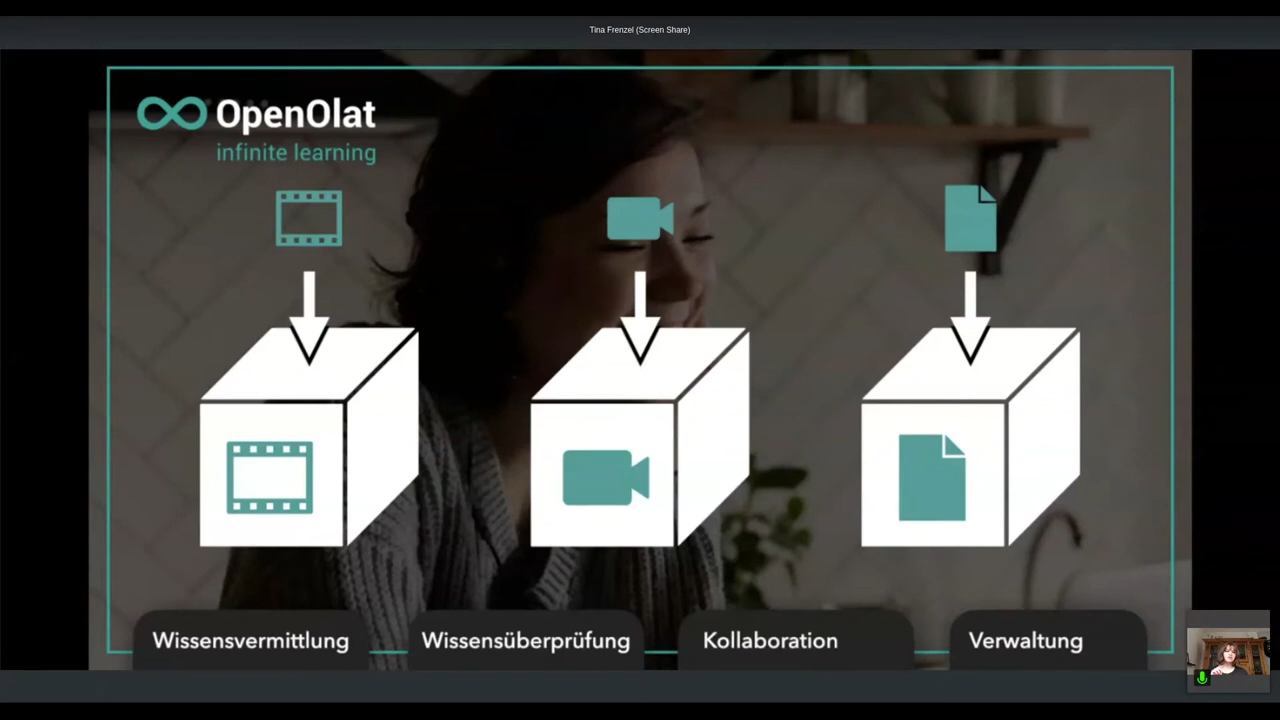 Tina Frenzel (Screen Share)
OpenOlat
infinite learning
Wissensvermittlung
Wissensüberprüfung
Kollaboration
Verwaltung